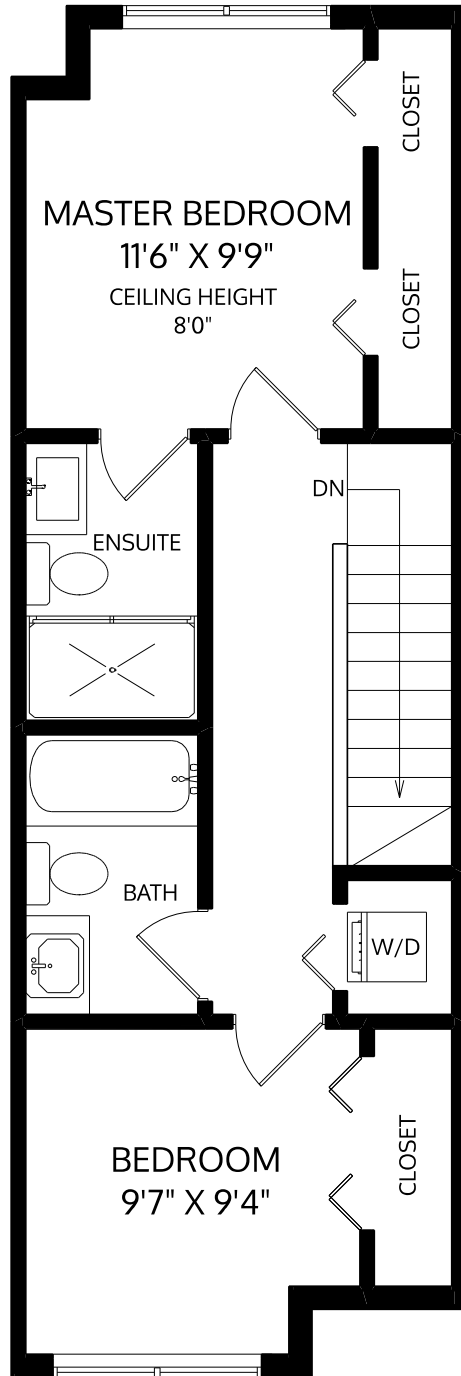 CLOSET
MASTER BEDROOM
11'6" X 9'9"
CEILING HEIGHT
8'0"
CLOSET
DN
ENSUITE
BATH
W/D
BEDROOM
9'7" X 9'4"
CLOSET